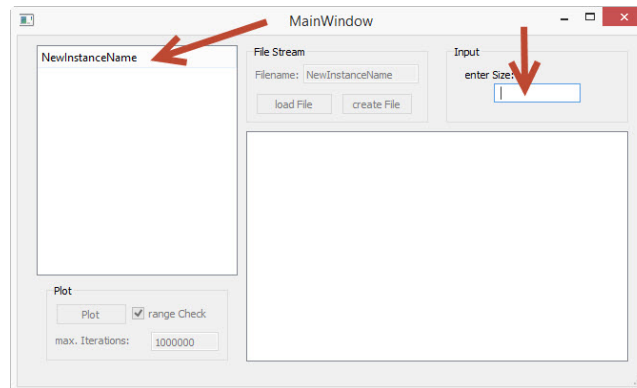 MainWindow
NewInstanceName
File Stream
Filename: NewInstanceName
load File create File
Input
enter Size:
Plot
Plot range Check
max. Iterations: 1000000